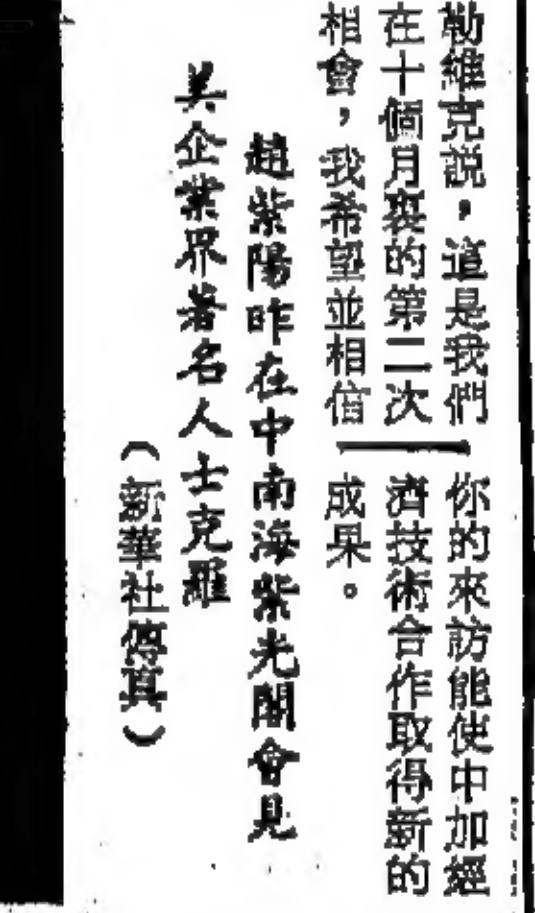 勒維克説，這是我們
在十個月裏的第二次
相會，我希望並相信
你的來訪能使中加經
濟技術合作取得新的
成果。
趙紫陽昨在中南海紫光閣會見
美企業界著名人士克羅
（新華社傳真）